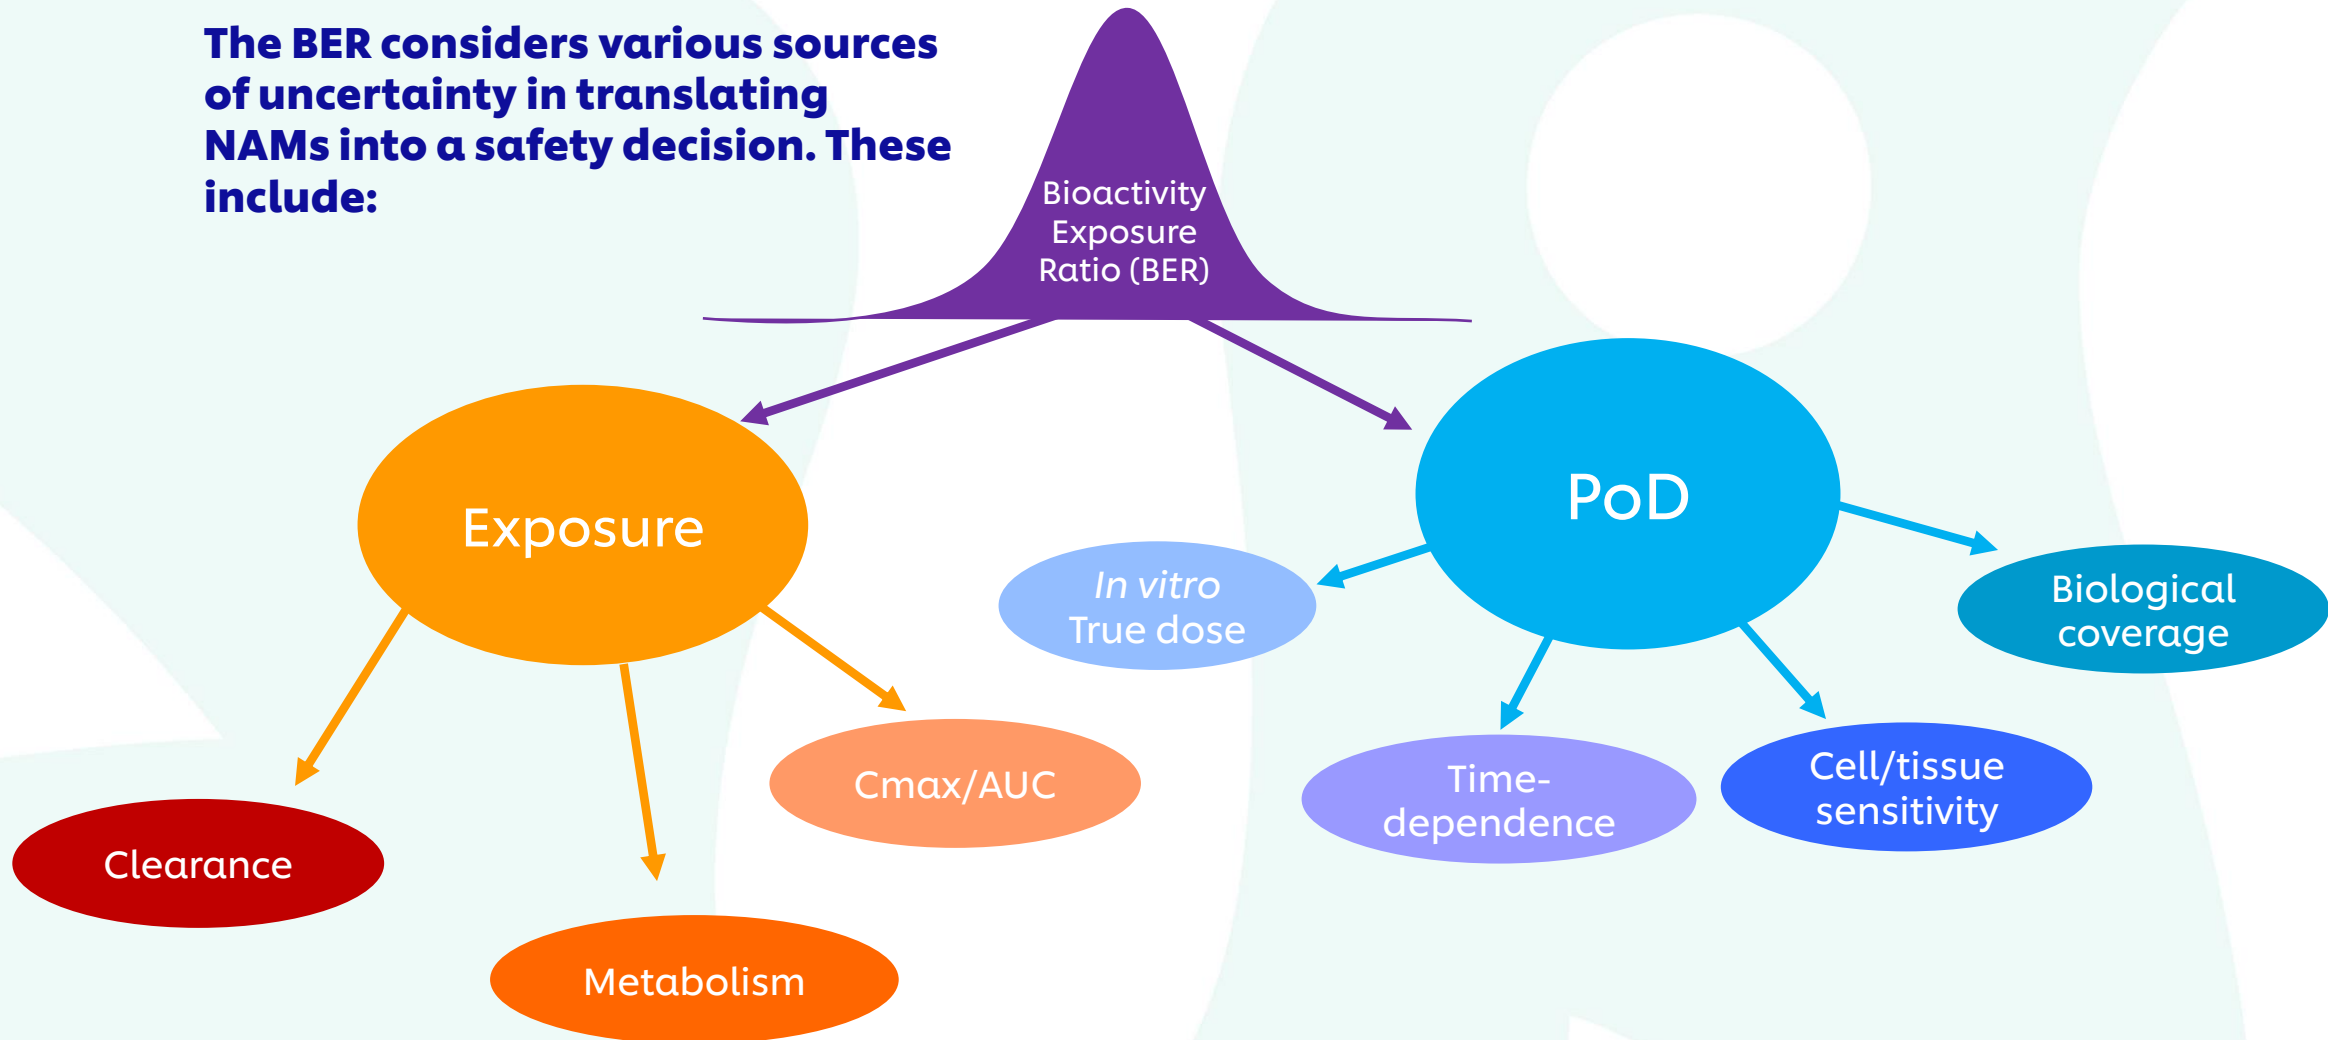 The BER considers various sources
of uncertainty in translating
NAMs into a safety decision. These
include:
Bioactivity
Exposure
Ratio (BER)
Exposure
PoD
In vitro
True dose
Biological
coverage
Cmax/AUC
Time-
dependence
Cell/tissue
sensitivity
Clearance
Metabolism